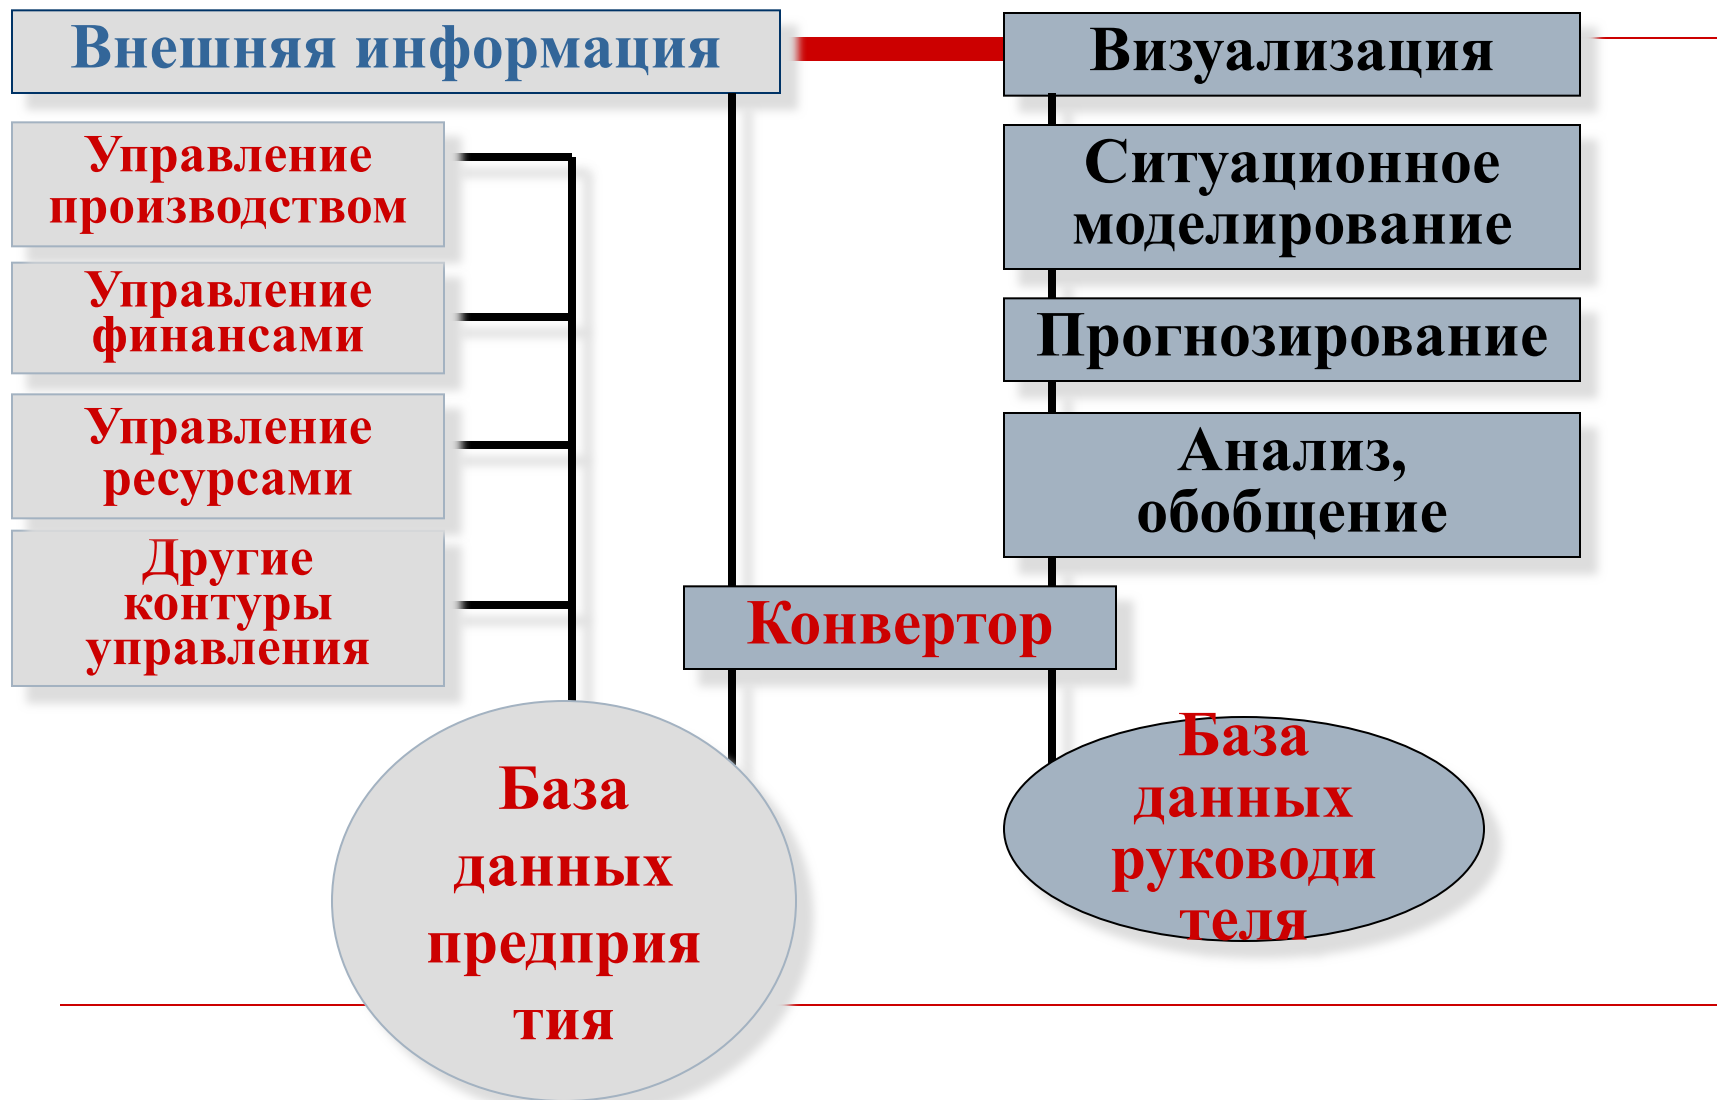 Внешняя информация
Управление
производством
Управление
финансами
Управление
ресурсами
Другие
контуры
управления
База
данных
предприя
тия
Визуализация
Ситуационное
моделирование
Прогнозирование
Анализ,
обобщение
Конвертор
База
данных
руководи
теля